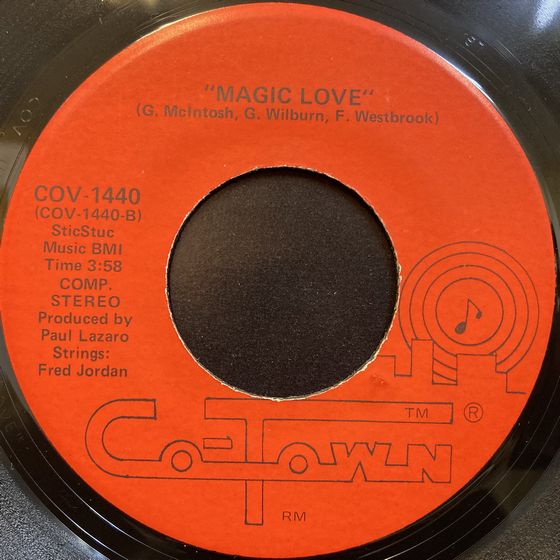 "MAGIC LOVE"
(G. McIntosh, G. Wilburn, F. Westbrook)
COV-1440
(COV-1440-B)
SticStuc
Music BMI
Time 3:58
COMP.
STEREO
Produced by
Paul Lazaro
Strings:
Fred Jordan
TM ®
CO-TOWN
RM